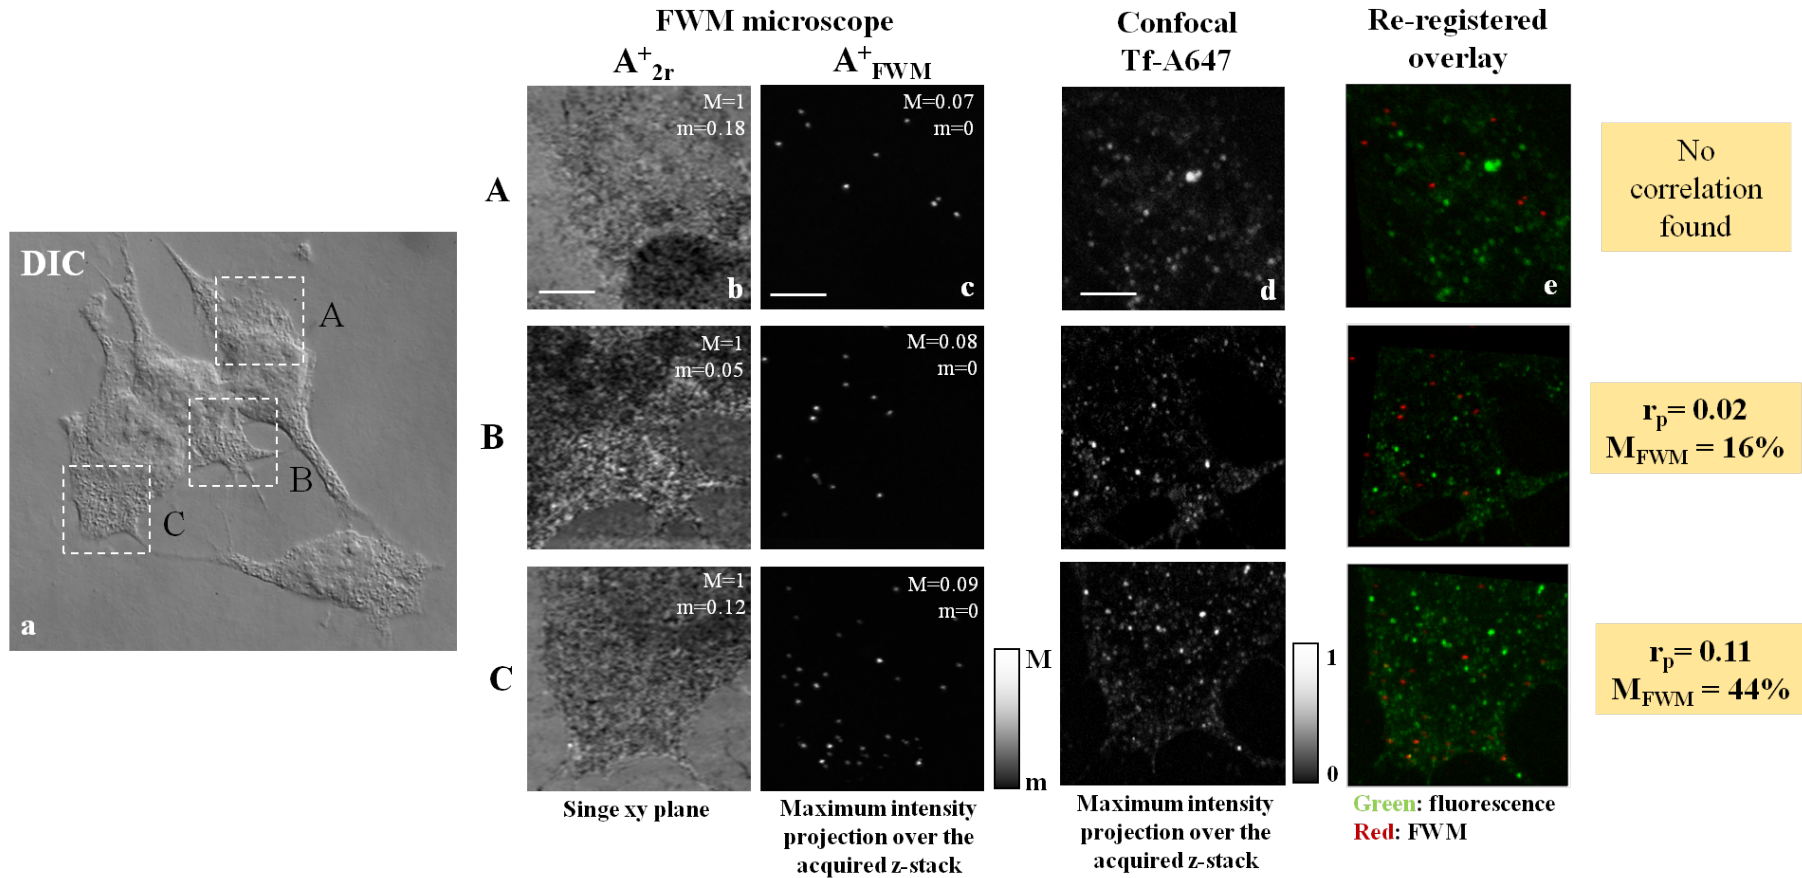 FWM microscope
A⁺₂ᵣ
A⁺FWM
Confocal
Tf-A647
Re-registered
overlay
DIC
A
B
C
a
A
M=1
m=0.18
b
M=0.07
m=0
c
d
e
No
correlation
found
B
M=1
m=0.05
M=0.08
m=0
rₚ= 0.02
M_FWM = 16%
C
M=1
m=0.12
M=0.09
m=0
M
m
1
0
rₚ= 0.11
M_FWM = 44%
Singe xy plane
Maximum intensity
projection over the
acquired z-stack
Maximum intensity
projection over the
acquired z-stack
Green: fluorescence
Red: FWM